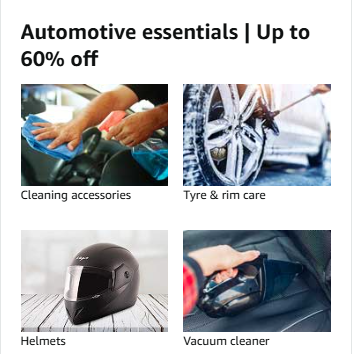 Automotive essentials | Up to
60% off
Cleaning accessories
Tyre & rim care
Helmets
Vacuum cleaner